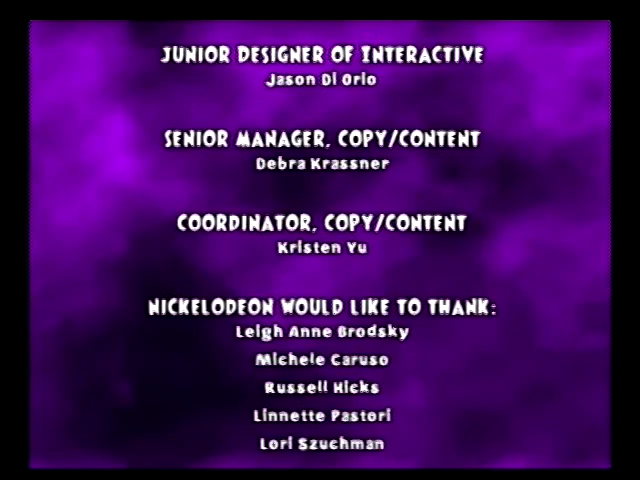 JUNIOR DESIGNER OF INTERACTIVE
Jason Di Orio
SENIOR MANAGER, COPY/CONTENT
Debra Krassner
COORDINATOR, COPY/CONTENT
Kristen Yu
NICKELODEON WOULD LIKE TO THANK:
Leigh Anne Brodsky
Michele Caruso
Russell Hicks
Linnette Pastori
Lori Szuchman